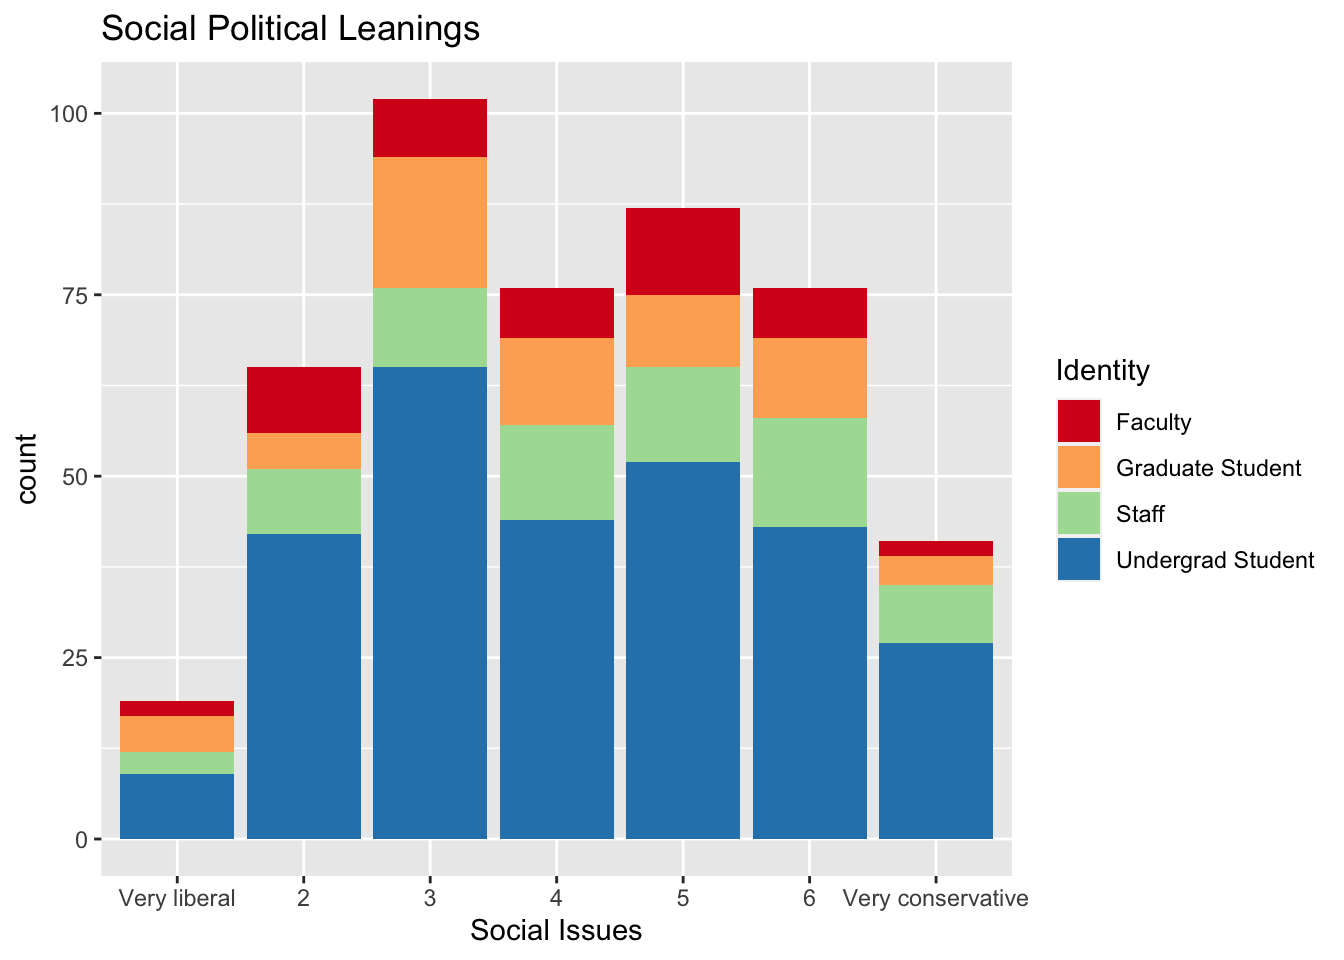 Social Political Leanings
count
100
75
50
25
0
Very liberal 2 3 4 5 6 Very conservative
Social Issues
Identity
Faculty
Graduate Student
Staff
Undergrad Student